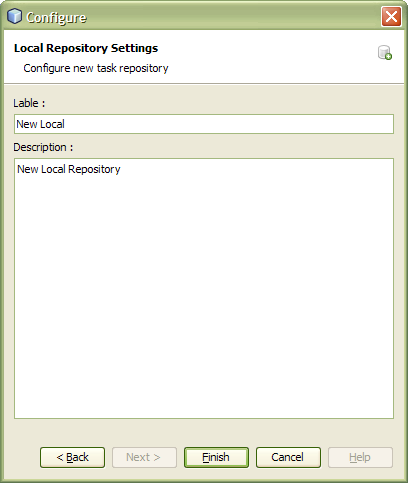 Configure
Local Repository Settings
Configure new task repository
Lable :
New Local
Description :
New Local Repository
< Back Next > Finish Cancel Help